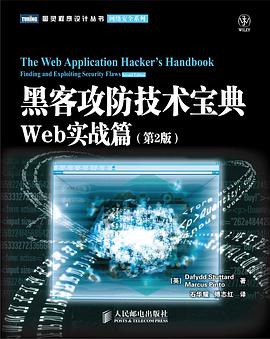 TURING 图灵程序设计丛书 网络安全系列
WILEY
The Web Application Hacker's Handbook
Finding and Exploiting Security Flaws Second Edition
黑客攻防技术宝典
Web实战篇(第2版)
[英] Dafydd Stuttard 著
Marcus Pinto
石华耀 傅志红 译
人民邮电出版社
POSTS & TELECOM PRESS